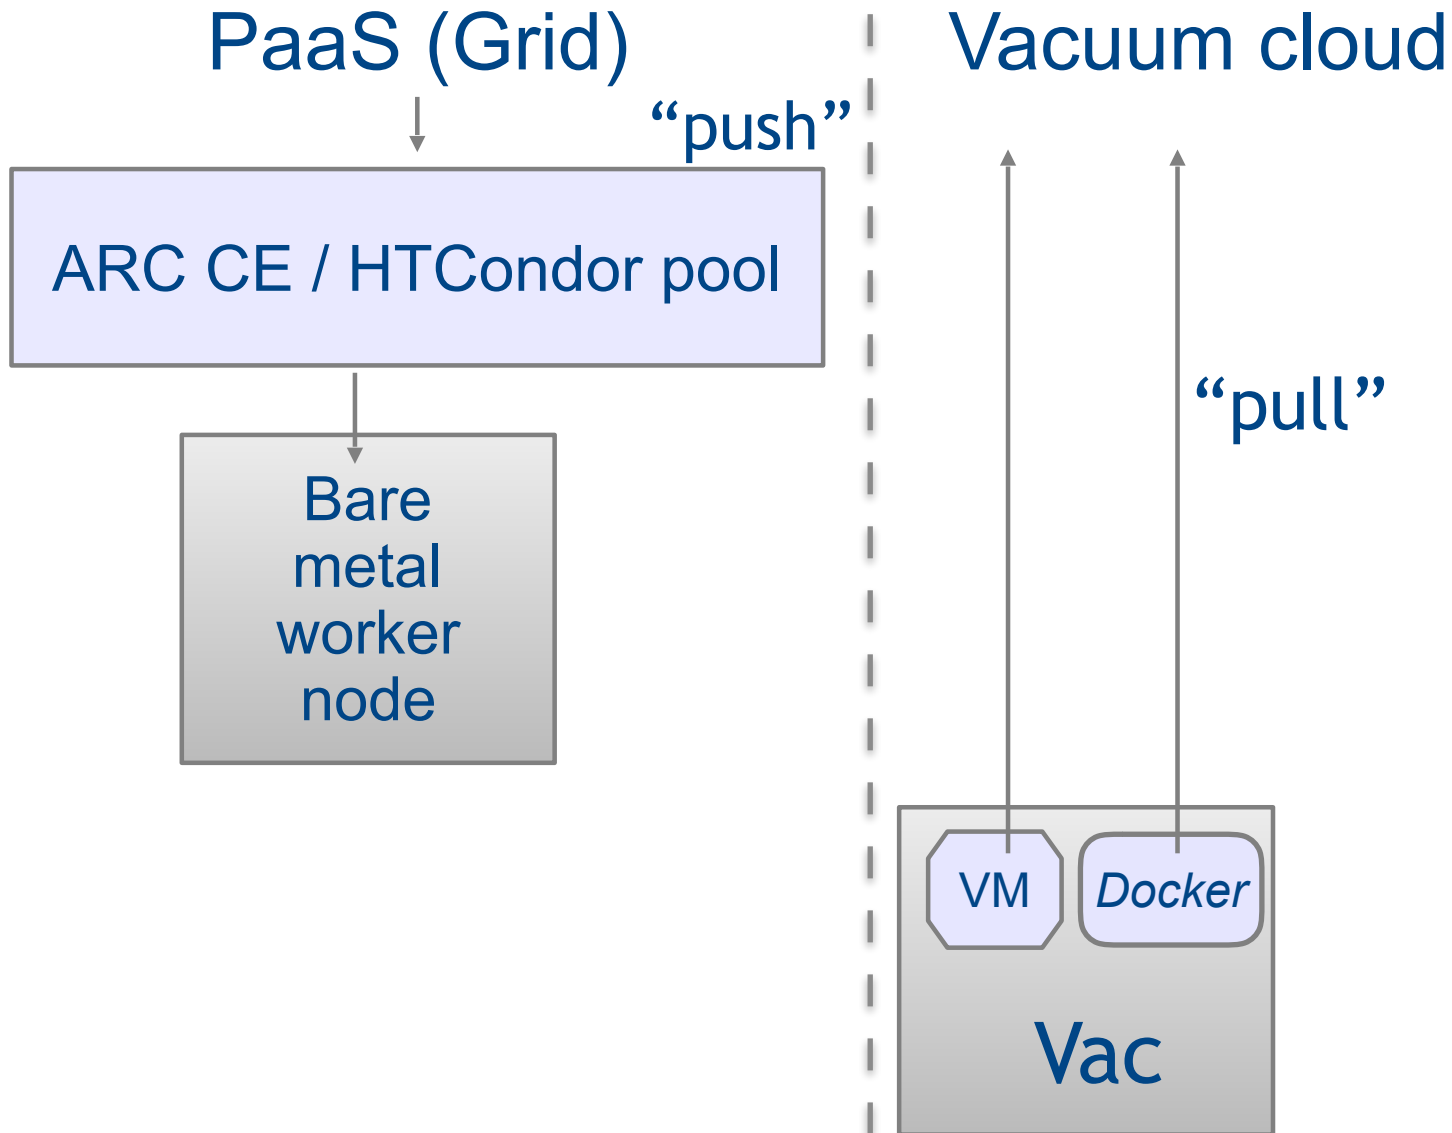 PaaS (Grid)
“push”
ARC CE / HTCondor pool
Bare
metal
worker
node
Vacuum cloud
“pull”
VM
Docker
Vac